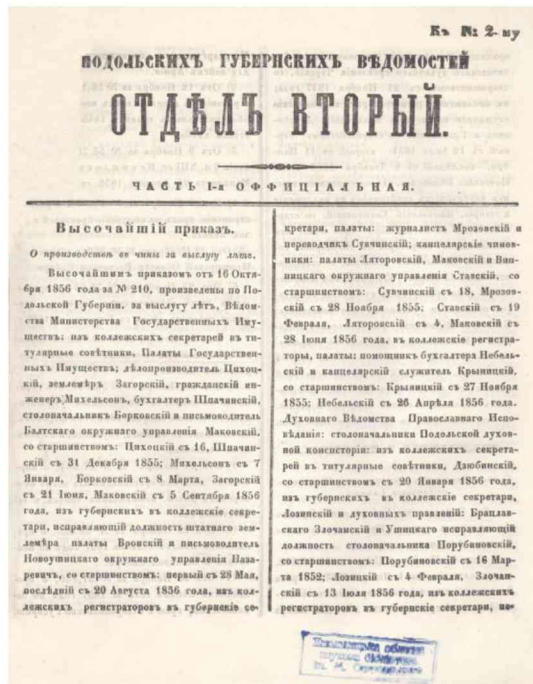 Къ № 2-му
ПОДОЛЬСКИХЪ ГУБЕРНСКИХЪ ВѢДОМОСТЕЙ
ОТДѢЛЪ ВТОРЫЙ.
ЧАСТЬ I-я ОФФИЦІАЛЬНАЯ.
Высочайшій приказъ.
О производствѣ въ чины за выслугу лѣтъ.
Высочайшимъ приказомъ отъ 16 Октя-
бря 1856 года за № 210, произведены по По-
дольской Губерніи, за выслугу лѣтъ, Вѣдом-
ства Министерства Государственныхъ Иму-
ществъ: изъ коллежскихъ секретарей въ ти-
тулярные совѣтники, Палаты Государствен-
ныхъ Имуществъ; дѣлопроизводитель Цихоц-
кій, землемѣръ Загорскій, гражданскій ин-
женеръ Михельсонъ, бухгалтеръ Шпачинскій,
столоначальникъ Борковскій и письмоводитель
Балтскаго окружнаго управленія Маковскій,
со старшинствомъ: Цихоцкій съ 16, Шпачин-
скій съ 31 Декабря 1855; Михельсонъ съ 7
Января, Борковскій съ 8 Марта, Загорскій
съ 21 Іюня, Маковскій съ 5 Сентября 1856
года, изъ губернскихъ въ коллежскіе секре-
тари, исправляющій должность штатнаго зем-
лемѣра палаты Вронскій и письмоводитель
Новоушицкаго окружнаго управленія Наза-
ревичъ, со старшинствомъ: первый съ 28 Мая,
послѣдній съ 20 Августа 1856 года, изъ кол-
лежскихъ регистраторовъ въ губернскіе се-
кретари, палаты: журналистъ Мрозовскій и
переводчикъ Сувчинскій; канцелярскіе чинов-
ники: палаты Ляторовскій, Маковскій и Вин-
ницкаго окружнаго управленія Ставскій, со
старшинствомъ: Сувчинскій съ 18, Мрозов-
скій съ 28 Ноября 1855; Ставскій съ 19
Февраля, Ляторовскій съ 4, Маковскій съ
28 Іюня 1856 года, въ коллежскіе регистра-
торы, палаты: помощникъ бухгалтера Небель-
скій и канцелярскій служитель Крыницкій,
со старшинствомъ: Крыницкій съ 27 Ноября
1855; Небельскій съ 26 Апрѣля 1856 года.
Духовнаго Вѣдомства Православнаго Испо-
вѣданія: столоначальники Подольской духов-
ной консисторіи: изъ коллежскихъ секрета-
рей въ титулярные совѣтники, Дзюбинскій,
со старшинствомъ съ 20 Января 1856 года,
изъ губернскихъ въ коллежскіе секретари,
Лозинскій и духовныхъ правленій: Брацлав-
скаго Злочанскій и Ушицкаго исправляющій
должность столоначальника Порубиновскій,
со старшинствомъ: Порубиновскій съ 16 Мар-
та 1852; Лозицкій съ 4 Февраля, Злочан-
скій съ 13 Іюля 1856 года, изъ коллежскихъ
регистраторовъ въ губернскіе секретари, по-